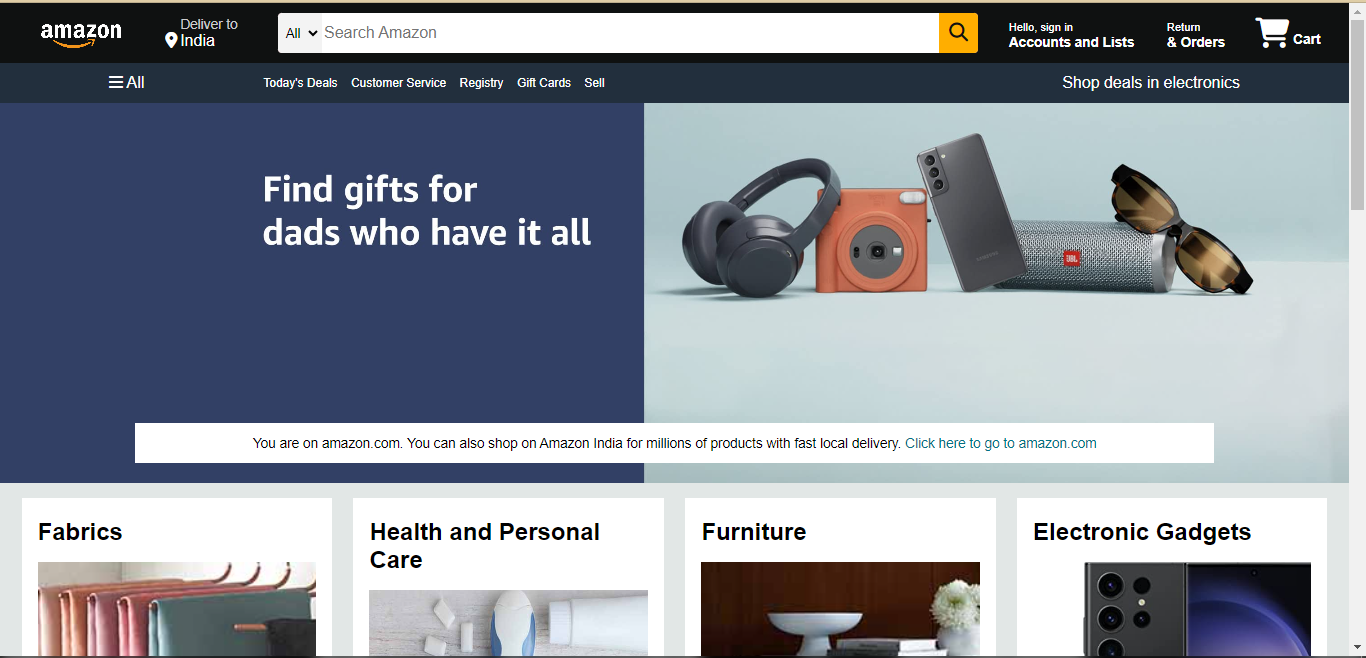 amazon
Deliver to
India
All
Search Amazon
Hello, sign in
Accounts and Lists
Return
& Orders
Cart
All
Today's Deals
Customer Service
Registry
Gift Cards
Sell
Shop deals in electronics
Find gifts for
dads who have it all
JBL
SAMSUNG
You are on amazon.com. You can also shop on Amazon India for millions of products with fast local delivery. Click here to go to amazon.com
Fabrics
Health and Personal
Care
Furniture
Electronic Gadgets